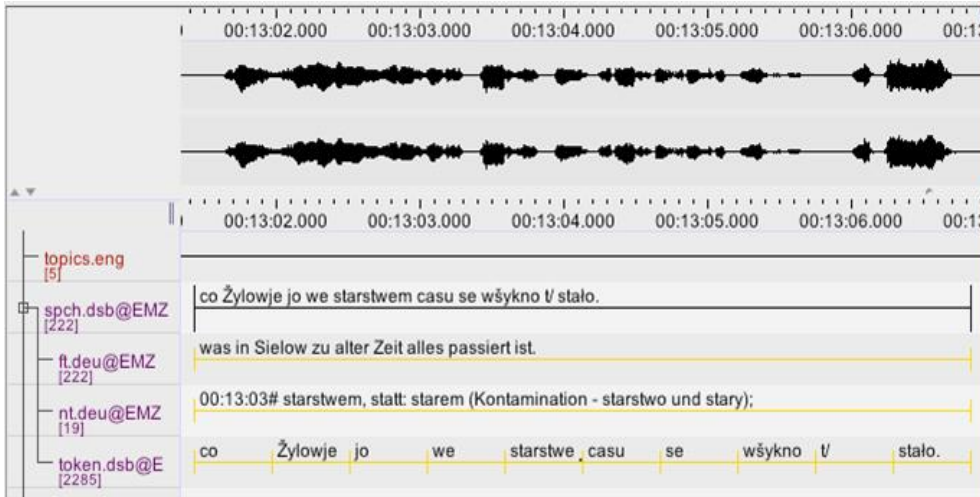 00:13:02.000 00:13:03.000 00:13:04.000 00:13:05.000 00:13:06.000 00:1
00:13:02.000 00:13:03.000 00:13:04.000 00:13:05.000 00:13:06.000 00:1
topics.eng
[5]
co Žylowje jo we starstwem casu se wšykno t/ stało.
spch.dsb@EMZ
[222]
was in Sielow zu alter Zeit alles passiert ist.
ft.deu@EMZ
[222]
00:13:03# starstwem, statt: starem (Kontamination - starstwo und stary);
nt.deu@EMZ
[19]
co Žylowje jo we starstwe casu se wšykno t/ stało.
token.dsb@E
[2285]